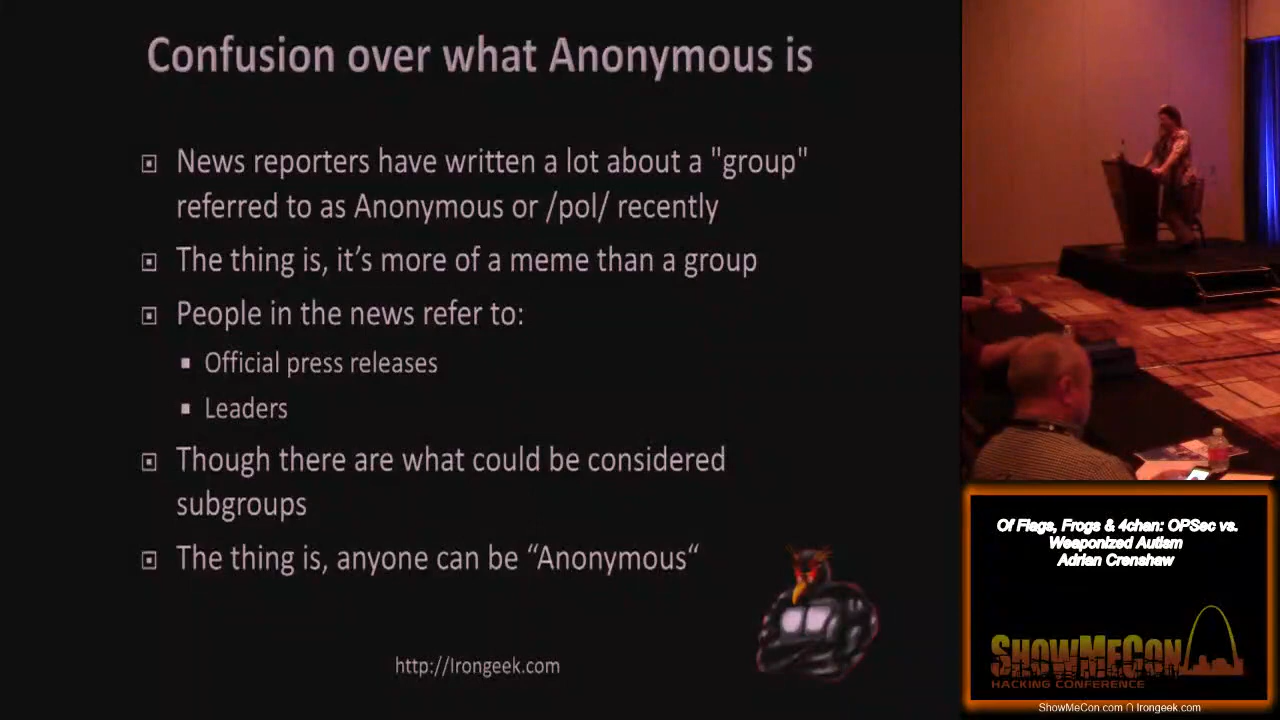 Confusion over what Anonymous is
News reporters have written a lot about a "group"
referred to as Anonymous or /pol/ recently
The thing is, it’s more of a meme than a group
People in the news refer to:
Official press releases
Leaders
Though there are what could be considered
subgroups
The thing is, anyone can be “Anonymous“
http://Irongeek.com
Of Flags, Frogs & 4chan: OPSec vs.
Weaponized Autism
Adrian Crenshaw
SHOWMECON
HACKING CONFERENCE
ShowMeCon.com ∩ Irongeek.com